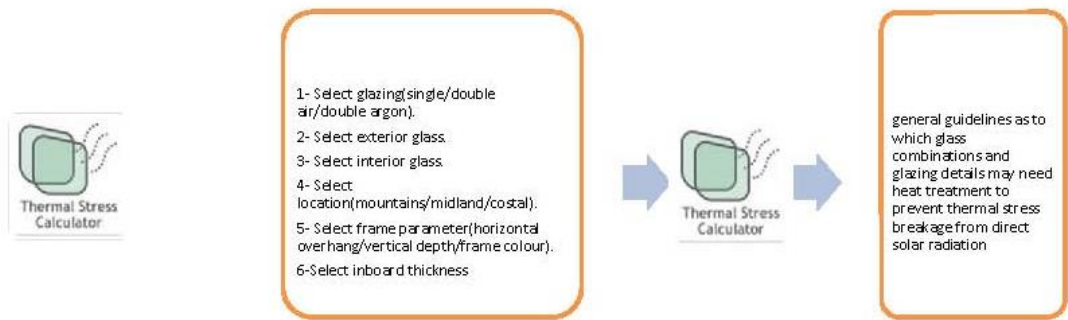 Thermal Stress
Calculator
1- Select glazing(single/double
air/double argon).
2- Select exterior glass.
3- Select interior glass.
4- Select
location(mountains/midland/costal).
5- Select frame parameter(horizontal
overhang/vertical depth/frame colour).
6-Select inboard thickness
Thermal Stress
Calculator
general guidelines as to
which glass
combinations and
glazing details may need
heat treatment to
prevent thermal stress
breakage from direct
solar radiation